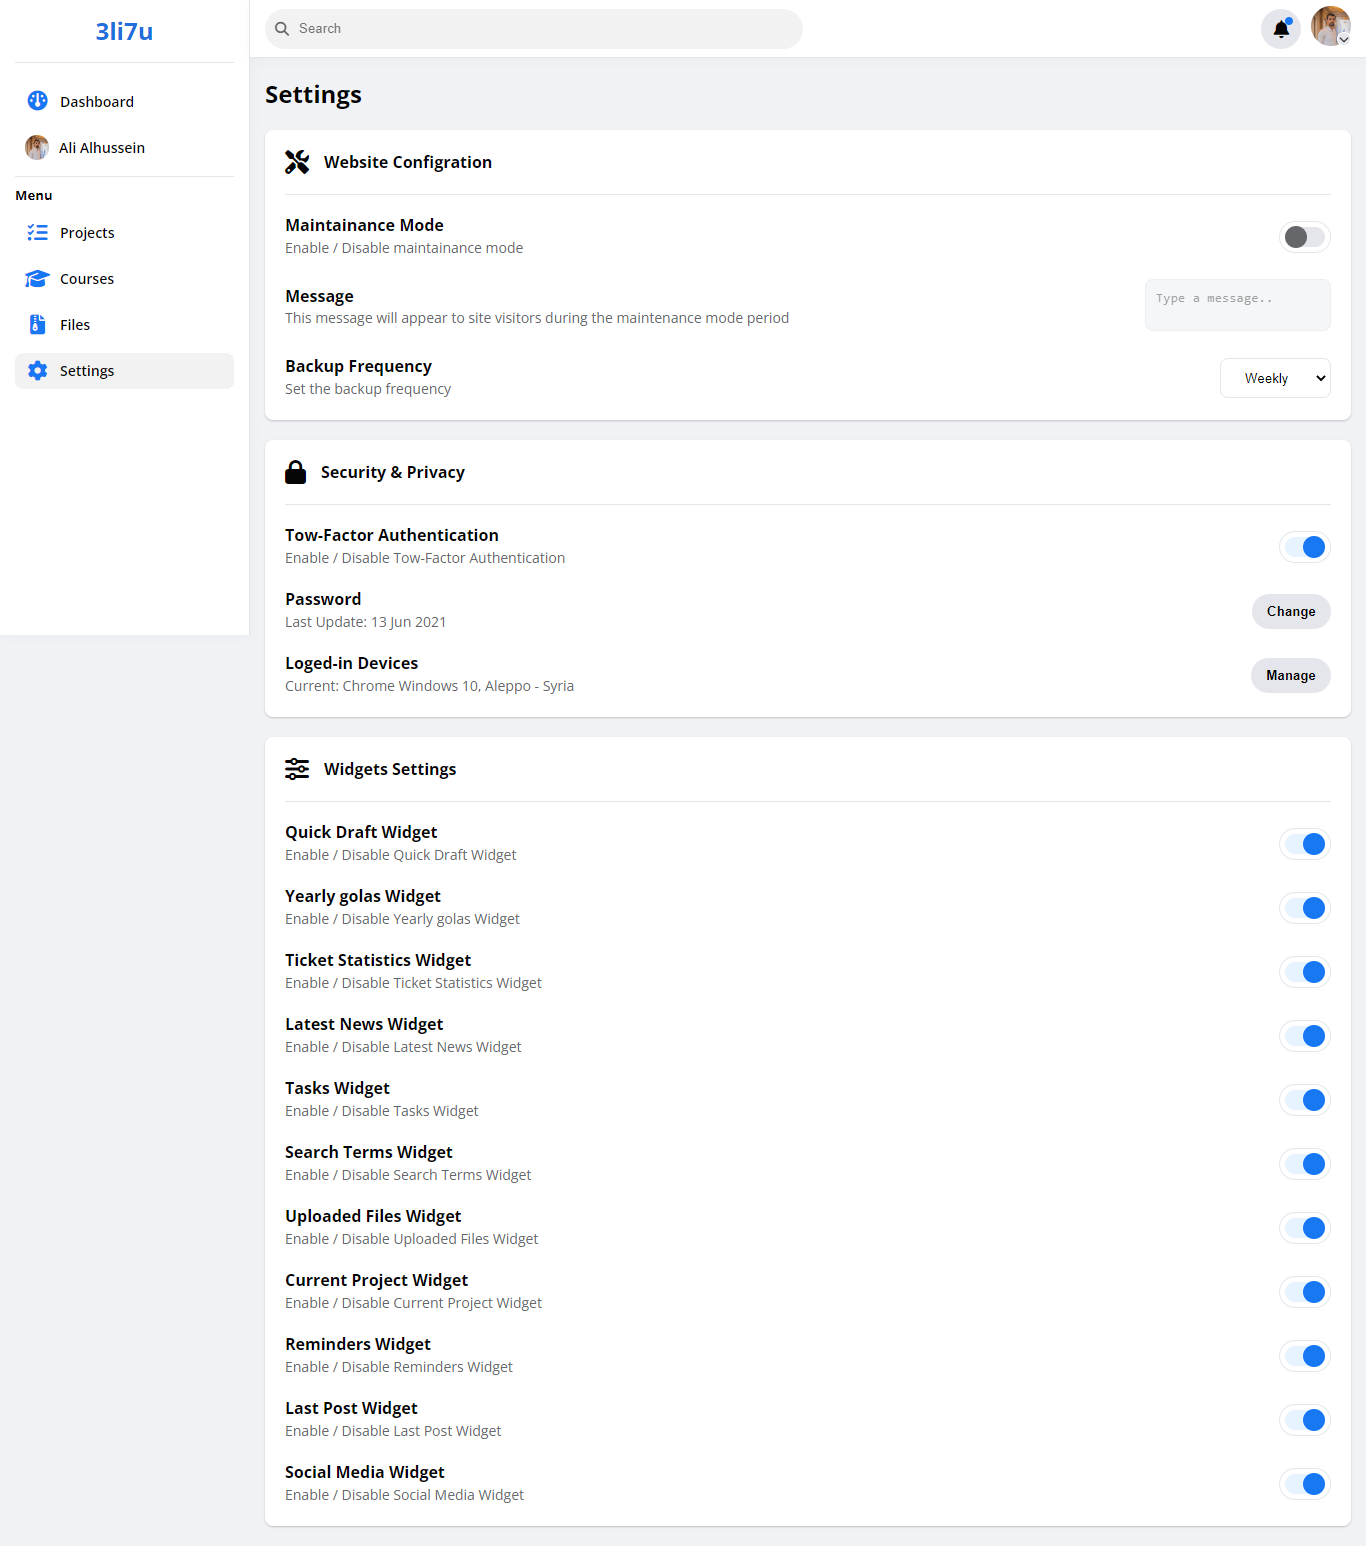 3li7u
Search
Dashboard
Ali Alhussein
Menu
Projects
Courses
Files
Settings
Settings
Website Configration
Maintainance Mode
Enable / Disable maintainance mode
Message
This message will appear to site visitors during the maintenance mode period
Type a message..
Backup Frequency
Set the backup frequency
Weekly
Security & Privacy
Tow-Factor Authentication
Enable / Disable Tow-Factor Authentication
Password
Last Update: 13 Jun 2021
Change
Loged-in Devices
Current: Chrome Windows 10, Aleppo - Syria
Manage
Widgets Settings
Quick Draft Widget
Enable / Disable Quick Draft Widget
Yearly golas Widget
Enable / Disable Yearly golas Widget
Ticket Statistics Widget
Enable / Disable Ticket Statistics Widget
Latest News Widget
Enable / Disable Latest News Widget
Tasks Widget
Enable / Disable Tasks Widget
Search Terms Widget
Enable / Disable Search Terms Widget
Uploaded Files Widget
Enable / Disable Uploaded Files Widget
Current Project Widget
Enable / Disable Current Project Widget
Reminders Widget
Enable / Disable Reminders Widget
Last Post Widget
Enable / Disable Last Post Widget
Social Media Widget
Enable / Disable Social Media Widget